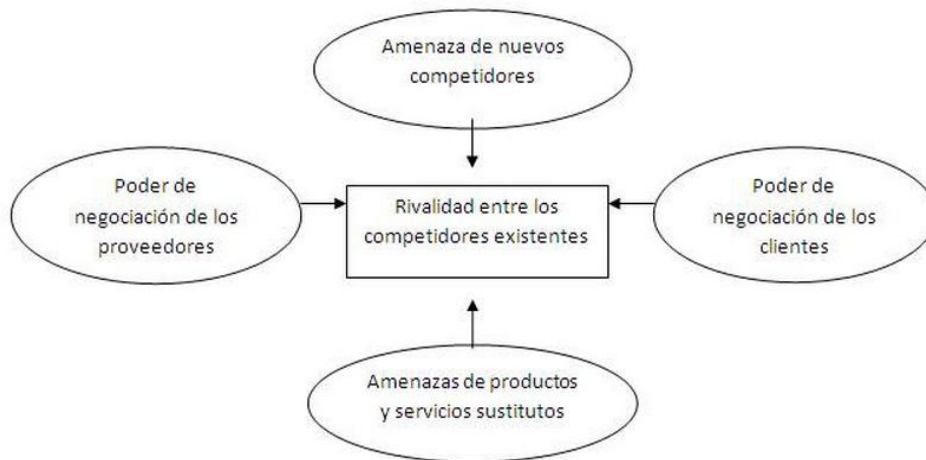 Amenaza de nuevos
competidores
Poder de
negociación de los
proveedores
Rivalidad entre los
competidores existentes
Poder de
negociación de los
clientes
Amenazas de productos
y servicios sustitutos